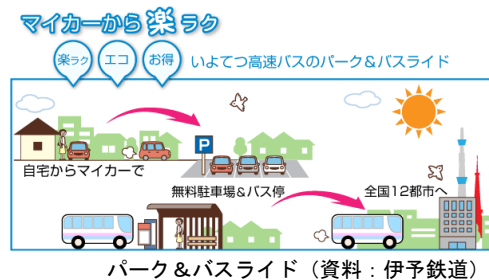 マイカーから楽ラク
楽ラク エコ お得 いよてつ高速バスのパーク＆バスライド
P
自宅からマイカーで
無料駐車場＆バス停
全国12都市へ
パーク＆バスライド（資料：伊予鉄道）